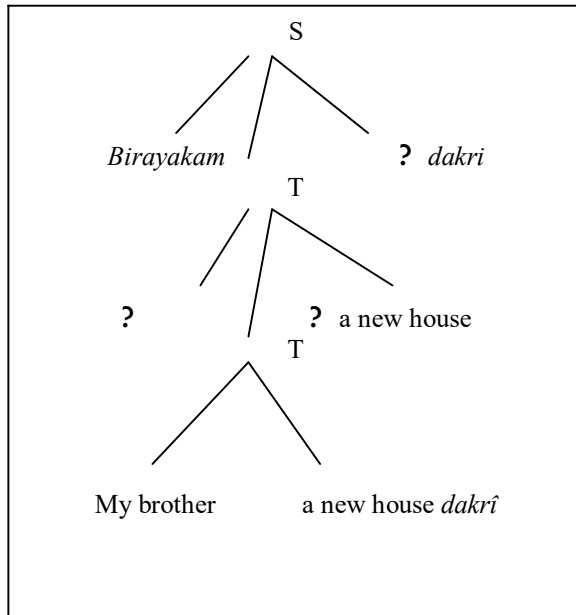 S
Birayakam ? dakri
T
? ? a new house
T
My brother a new house dakrî